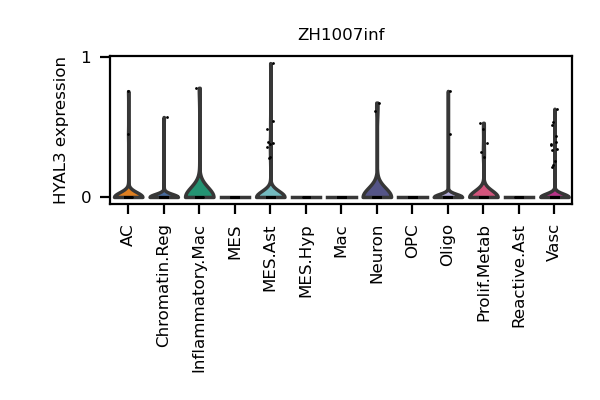 ZH1007inf
HYAL3 expression
1
0
AC
Chromatin.Reg
Inflammatory.Mac
MES
MES.Ast
MES.Hyp
Mac
Neuron
OPC
Oligo
Prolif.Metab
Reactive.Ast
Vasc